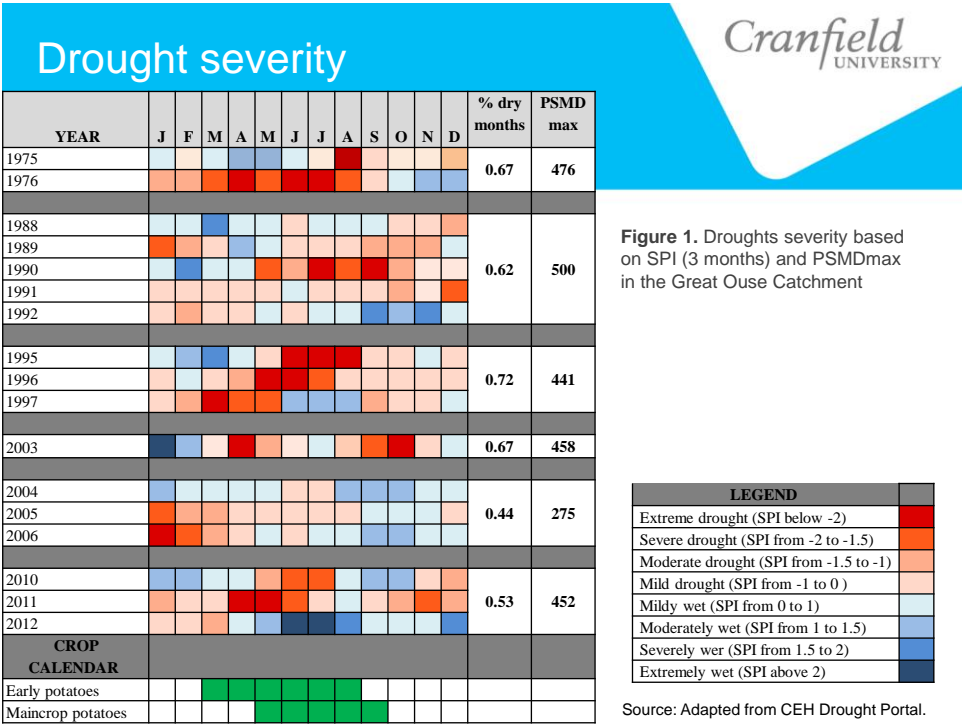 Drought severity
Cranfield
UNIVERSITY
YEAR J F M A M J J A S O N D % dry months PSMD max
1975
1976
0.67 476
1988
1989
1990
1991
1992
0.62 500
1995
1996
1997
0.72 441
2003 0.67 458
2004
2005
2006
0.44 275
2010
2011
2012
0.53 452
CROP
CALENDAR
Early potatoes
Maincrop potatoes
Figure 1. Droughts severity based
on SPI (3 months) and PSMDmax
in the Great Ouse Catchment
LEGEND
Extreme drought (SPI below -2)
Severe drought (SPI from -2 to -1.5)
Moderate drought (SPI from -1.5 to -1)
Mild drought (SPI from -1 to 0 )
Mildy wet (SPI from 0 to 1)
Moderately wet (SPI from 1 to 1.5)
Severely wer (SPI from 1.5 to 2)
Extremely wet (SPI above 2)
Source: Adapted from CEH Drought Portal.